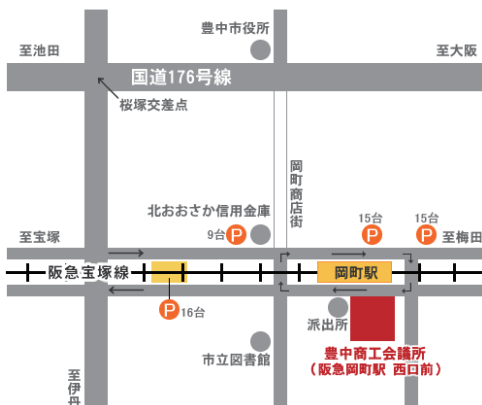 豊中市役所
至池田
至大阪
国道176号線
桜塚交差点
岡町商店街
北おおさか信用金庫
9台 P
15台
P
15台
P
至宝塚
至梅田
阪急宝塚線
岡町駅
P 16台
派出所
市立図書館
豊中商工会議所
(阪急岡町駅 西口前)
至伊丹